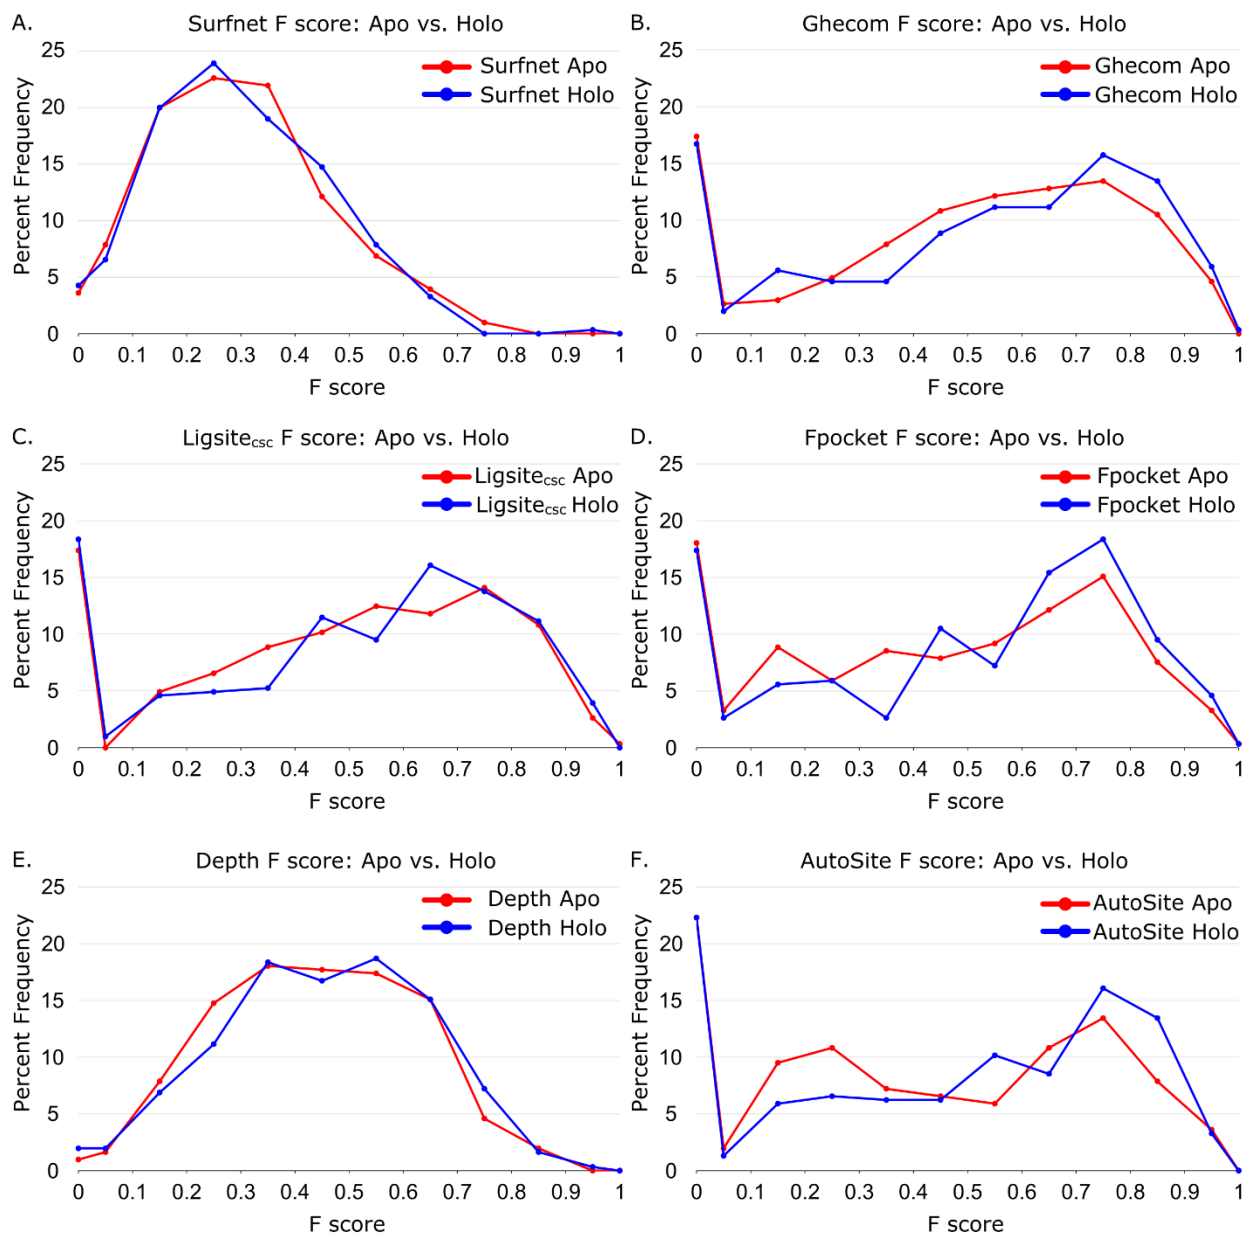 A.
Surfnet F score: Apo vs. Holo
Percent Frequency
25
20
15
10
5
0
Surfnet Apo
Surfnet Holo
0 0.1 0.2 0.3 0.4 0.5 0.6 0.7 0.8 0.9 1
F score
B.
Ghecom F score: Apo vs. Holo
Percent Frequency
25
20
15
10
5
0
Ghecom Apo
Ghecom Holo
0 0.1 0.2 0.3 0.4 0.5 0.6 0.7 0.8 0.9 1
F score
C.
Ligsitecsc F score: Apo vs. Holo
Percent Frequency
25
20
15
10
5
0
Ligsitecsc Apo
Ligsitecsc Holo
0 0.1 0.2 0.3 0.4 0.5 0.6 0.7 0.8 0.9 1
F score
D.
Fpocket F score: Apo vs. Holo
Percent Frequency
25
20
15
10
5
0
Fpocket Apo
Fpocket Holo
0 0.1 0.2 0.3 0.4 0.5 0.6 0.7 0.8 0.9 1
F score
E.
Depth F score: Apo vs. Holo
Percent Frequency
25
20
15
10
5
0
Depth Apo
Depth Holo
0 0.1 0.2 0.3 0.4 0.5 0.6 0.7 0.8 0.9 1
F score
F.
AutoSite F score: Apo vs. Holo
Percent Frequency
25
20
15
10
5
0
AutoSite Apo
AutoSite Holo
0 0.1 0.2 0.3 0.4 0.5 0.6 0.7 0.8 0.9 1
F score